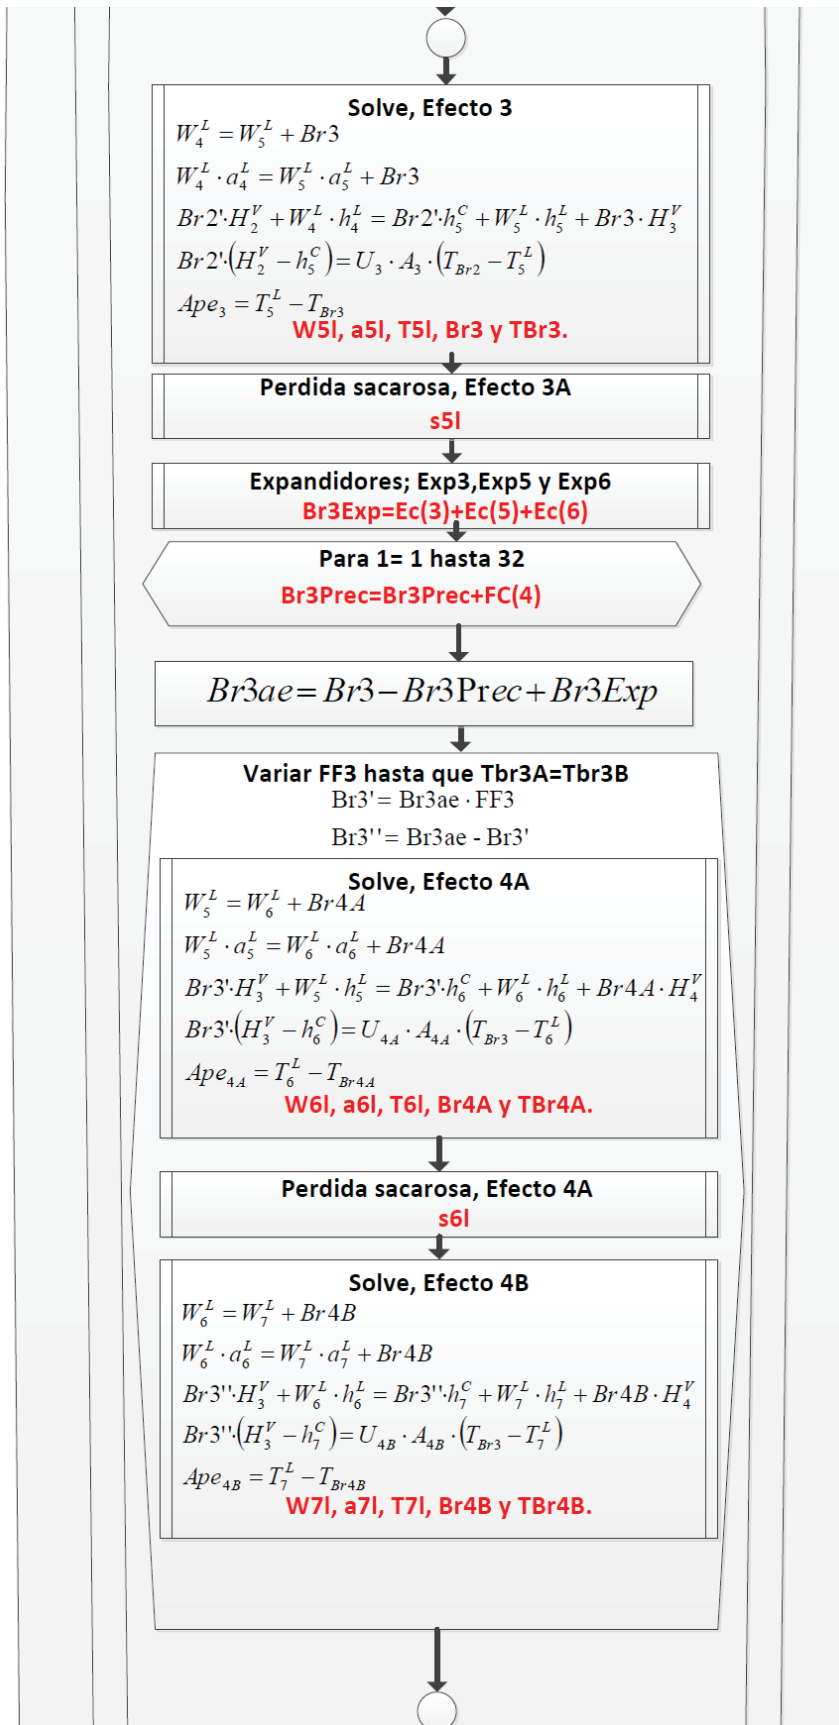 Solve, Efecto 3
W₄ᴸ = W₅ᴸ + Br3
W₄ᴸ · a₄ᴸ = W₅ᴸ · a₅ᴸ + Br3
Br2'·H₂ⱽ + W₄ᴸ · h₄ᴸ = Br2'·h₅ᶜ + W₅ᴸ · h₅ᴸ + Br3 · H₃ⱽ
Br2'·(H₂ⱽ − h₅ᶜ) = U₃ · A₃ · (T_Br2 − T₅ᴸ)
Ape₃ = T₅ᴸ − T_Br3
W5l, a5l, T5l, Br3 y TBr3.
Perdida sacarosa, Efecto 3A
s5l
Expandidores; Exp3,Exp5 y Exp6
Br3Exp=Ec(3)+Ec(5)+Ec(6)
Para 1= 1 hasta 32
Br3Prec=Br3Prec+FC(4)
Br3ae = Br3 − Br3Prec + Br3Exp
Variar FF3 hasta que Tbr3A=Tbr3B
Br3' = Br3ae · FF3
Br3'' = Br3ae - Br3'
Solve, Efecto 4A
W₅ᴸ = W₆ᴸ + Br4A
W₅ᴸ · a₅ᴸ = W₆ᴸ · a₆ᴸ + Br4A
Br3'·H₃ⱽ + W₅ᴸ · h₅ᴸ = Br3'·h₆ᶜ + W₆ᴸ · h₆ᴸ + Br4A · H₄ⱽ
Br3'·(H₃ⱽ − h₆ᶜ) = U₄A · A₄A · (T_Br3 − T₆ᴸ)
Ape₄A = T₆ᴸ − T_Br4A
W6l, a6l, T6l, Br4A y TBr4A.
Perdida sacarosa, Efecto 4A
s6l
Solve, Efecto 4B
W₆ᴸ = W₇ᴸ + Br4B
W₆ᴸ · a₆ᴸ = W₇ᴸ · a₇ᴸ + Br4B
Br3''·H₃ⱽ + W₆ᴸ · h₆ᴸ = Br3''·h₇ᶜ + W₇ᴸ · h₇ᴸ + Br4B · H₄ⱽ
Br3''·(H₃ⱽ − h₇ᶜ) = U₄B · A₄B · (T_Br3 − T₇ᴸ)
Ape₄B = T₇ᴸ − T_Br4B
W7l, a7l, T7l, Br4B y TBr4B.